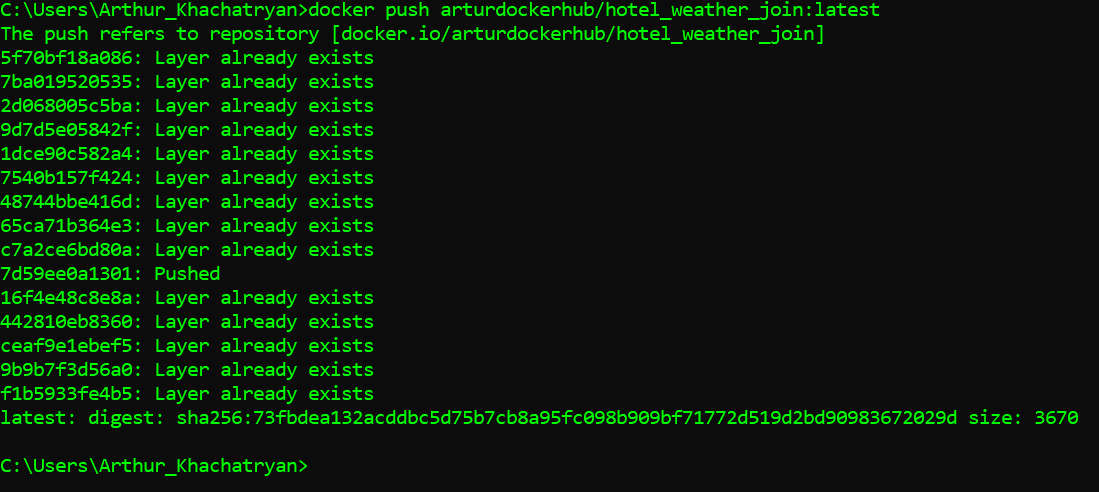 C:\Users\Arthur_Khachatryan>docker push arturdockerhub/hotel_weather_join:latest
The push refers to repository [docker.io/arturdockerhub/hotel_weather_join]
5f70bf18a086: Layer already exists
7ba019520535: Layer already exists
2d068005c5ba: Layer already exists
9d7d5e05842f: Layer already exists
1dce90c582a4: Layer already exists
7540b157f424: Layer already exists
48744bbe416d: Layer already exists
65ca71b364e3: Layer already exists
c7a2ce6bd80a: Layer already exists
7d59ee0a1301: Pushed
16f4e48c8e8a: Layer already exists
442810eb8360: Layer already exists
ceaf9e1ebef5: Layer already exists
9b9b7f3d56a0: Layer already exists
f1b5933fe4b5: Layer already exists
latest: digest: sha256:73fbdea132acddbc5d75b7cb8a95fc098b909bf71772d519d2bd90983672029d size: 3670
C:\Users\Arthur_Khachatryan>